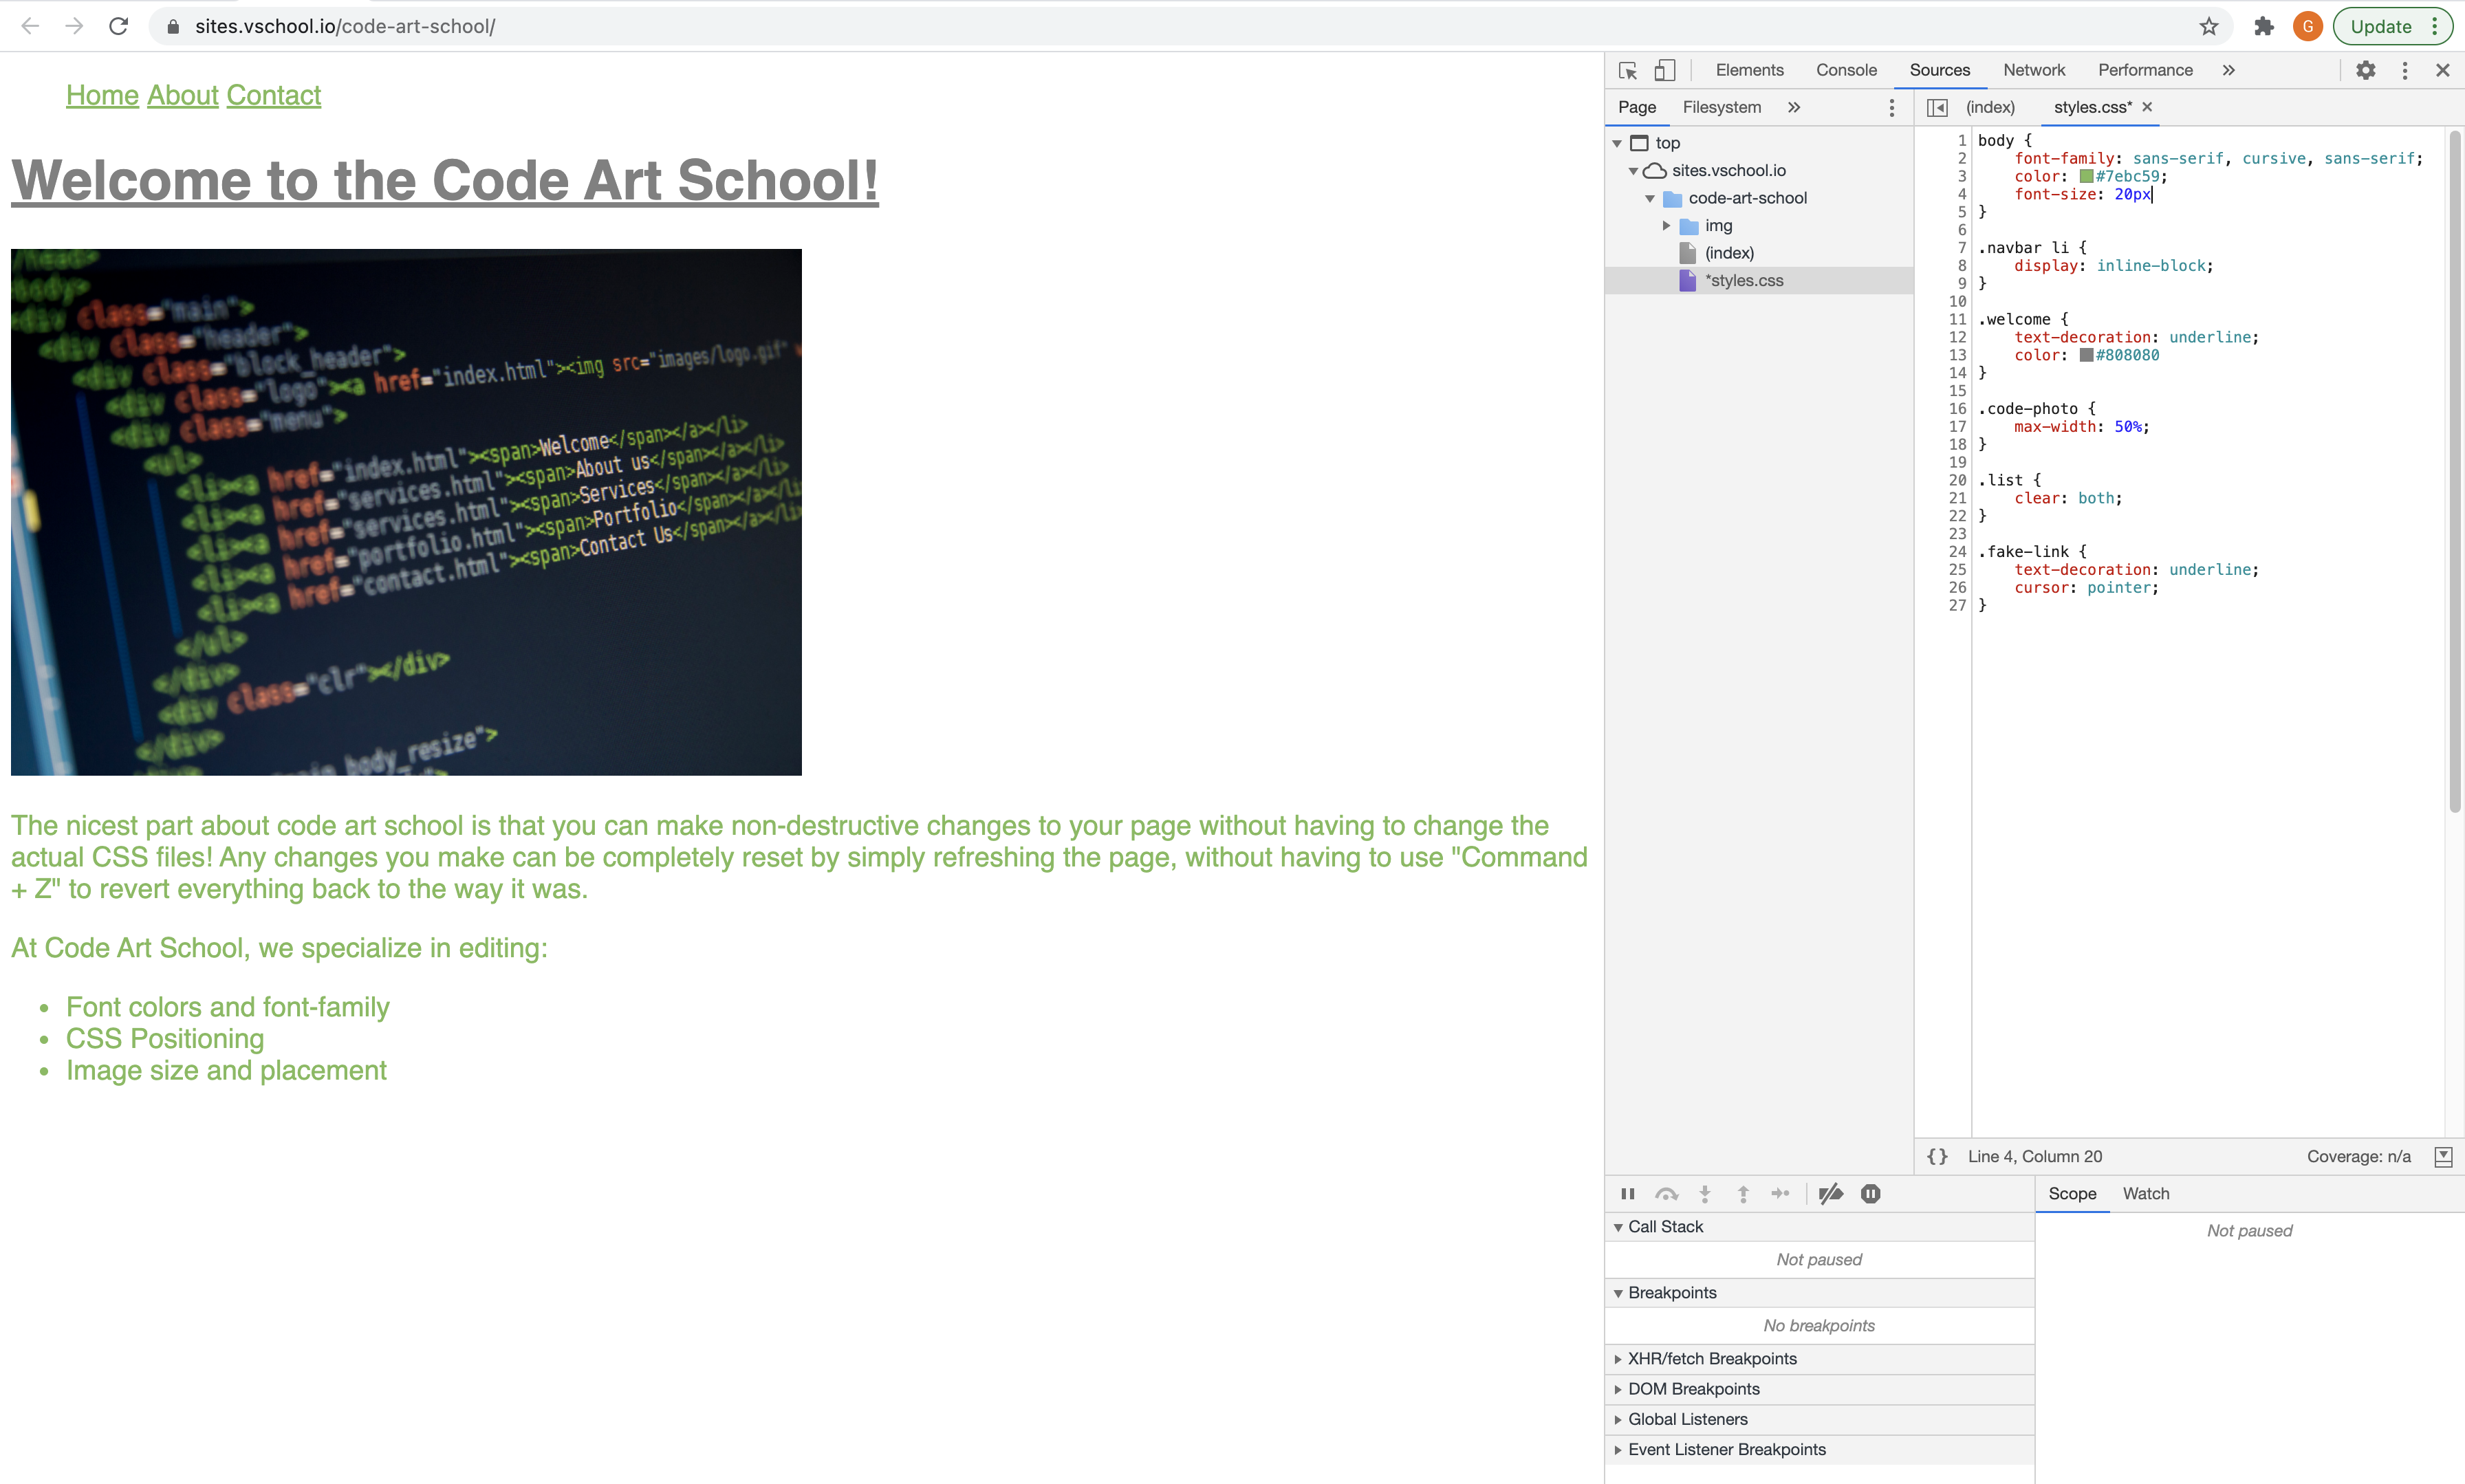 sites.vschool.io/code-art-school/
G
Update
Home About Contact
Welcome to the Code Art School!
body>
<div class="main">
<div class="header">
<div class="block_header">
<div class="logo"><a href="index.html"><img src="images/logo.gif"
<div class="menu">
<ul>
<li><a href="index.html"><span>Welcome</span></a></li>
<li><a href="services.html"><span>About us</span></a></li>
<li><a href="services.html"><span>Services</span></a></li>
<li><a href="portfolio.html"><span>Portfolio</span></a></li>
<li><a href="contact.html"><span>Contact Us</span></a></li>
</ul>
</div>
<div class="clr"></div>
</div>
body_resize">
The nicest part about code art school is that you can make non-destructive changes to your page without having to change the
actual CSS files! Any changes you make can be completely reset by simply refreshing the page, without having to use "Command
+ Z" to revert everything back to the way it was.
At Code Art School, we specialize in editing:
• Font colors and font-family
• CSS Positioning
• Image size and placement
Elements Console Sources Network Performance »
Page Filesystem »
top
sites.vschool.io
code-art-school
img
(index)
*styles.css
(index) styles.css* ×
1 body {
2 font-family: sans-serif, cursive, sans-serif;
3 color: #7ebc59;
4 font-size: 20px
5 }
6
7 .navbar li {
8 display: inline-block;
9 }
10
11 .welcome {
12 text-decoration: underline;
13 color: #808080
14 }
15
16 .code-photo {
17 max-width: 50%;
18 }
19
20 .list {
21 clear: both;
22 }
23
24 .fake-link {
25 text-decoration: underline;
26 cursor: pointer;
27 }
{} Line 4, Column 20 Coverage: n/a
Call Stack
Not paused
Breakpoints
No breakpoints
XHR/fetch Breakpoints
DOM Breakpoints
Global Listeners
Event Listener Breakpoints
Scope Watch
Not paused